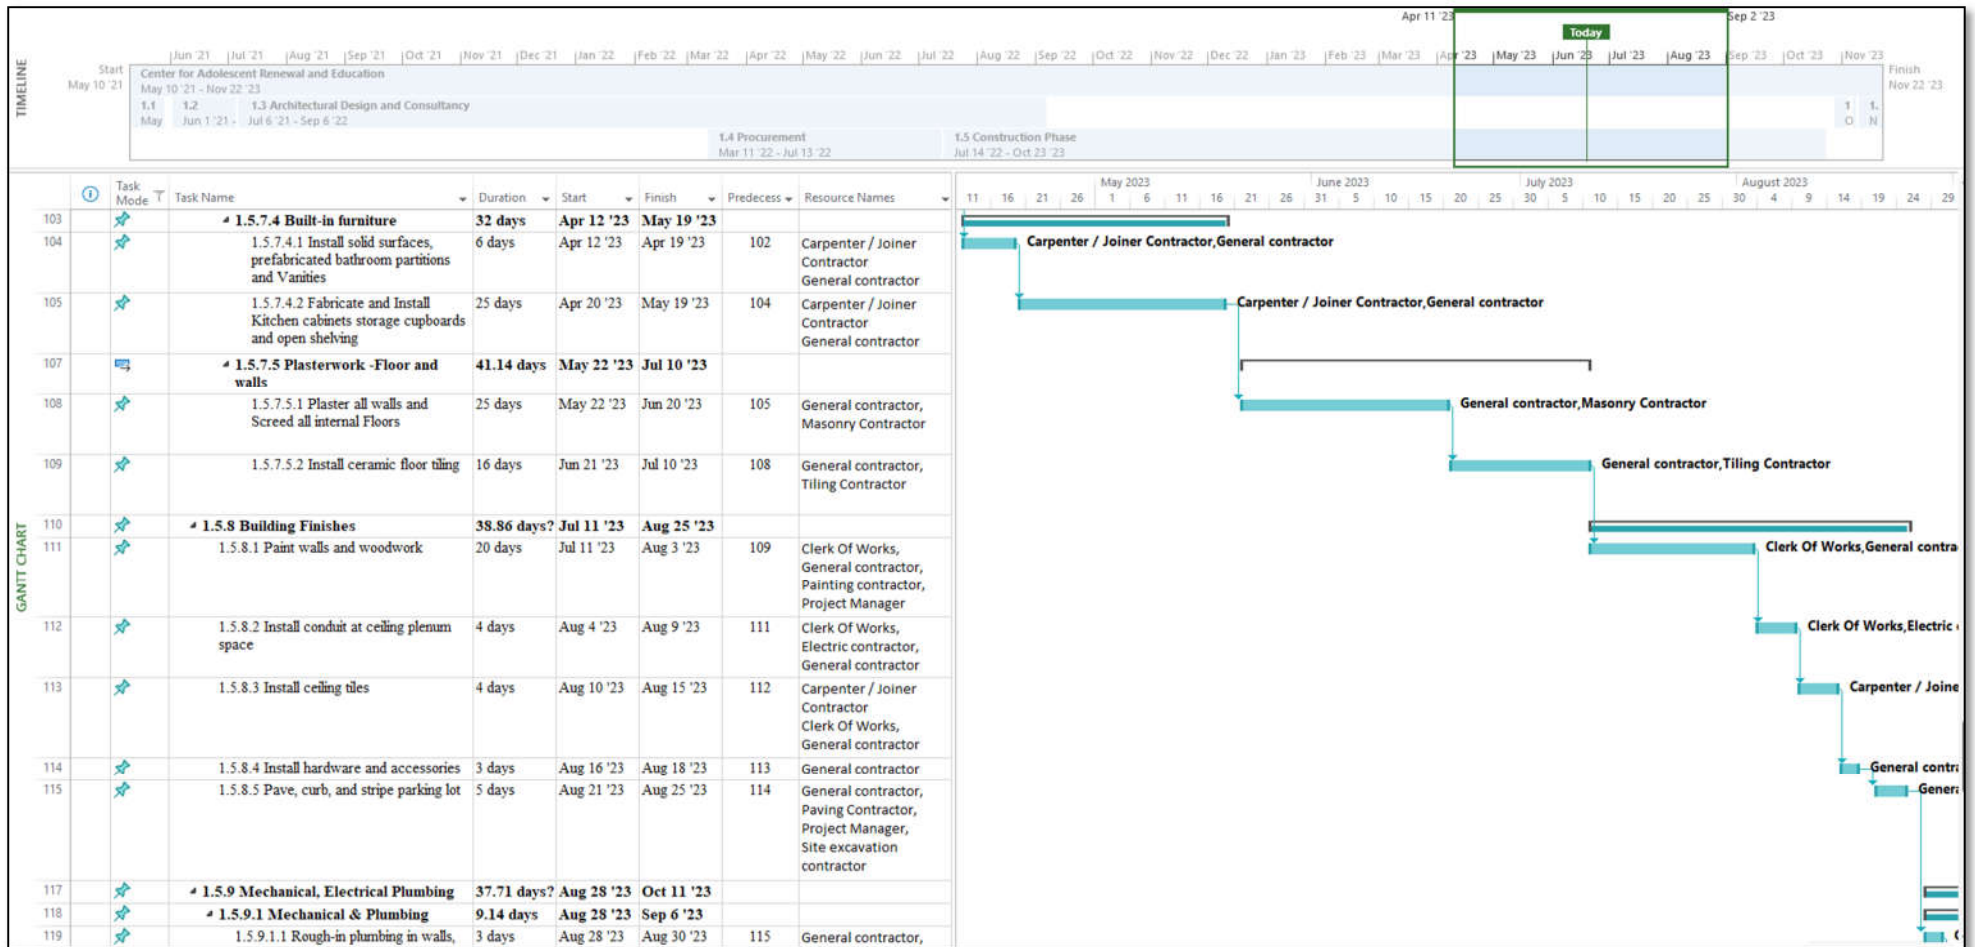 Apr 11 '23
Sep 2 '23
Today
Jun '21 Jul '21 Aug '21 Sep '21 Oct '21 Nov '21 Dec '21 Jan '22 Feb '22 Mar '22 Apr '22 May '22 Jun '22 Jul '22 Aug '22 Sep '22 Oct '22 Nov '22 Dec '22 Jan '23 Feb '23 Mar '23 Apr '23 May '23 Jun '23 Jul '23 Aug '23 Sep '23 Oct '23 Nov '23
TIMELINE
Start
May 10 '21
Center for Adolescent Renewal and Education
May 10 '21 - Nov 22 '23
Finish
Nov 22 '23
1.1 1.2 1.3 Architectural Design and Consultancy 1 1.
May Jun 1 '21 - Jul 6 '21 - Sep 6 '22 O N
1.4 Procurement 1.5 Construction Phase
Mar 11 '22 - Jul 13 '22 Jul 14 '22 - Oct 23 '23
GANTT CHART
Task Mode Task Name Duration Start Finish Predecess Resource Names
May 2023 June 2023 July 2023 August 2023
11 16 21 26 1 6 11 16 21 26 31 5 10 15 20 25 30 5 10 15 20 25 30 4 9 14 19 24 29
103 1.5.7.4 Built-in furniture 32 days Apr 12 '23 May 19 '23
104 1.5.7.4.1 Install solid surfaces, 6 days Apr 12 '23 Apr 19 '23 102 Carpenter / Joiner Carpenter / Joiner Contractor,General contractor
prefabricated bathroom partitions Contractor
and Vanities General contractor
105 1.5.7.4.2 Fabricate and Install 25 days Apr 20 '23 May 19 '23 104 Carpenter / Joiner Carpenter / Joiner Contractor,General contractor
Kitchen cabinets storage cupboards Contractor
and open shelving General contractor
107 1.5.7.5 Plasterwork -Floor and 41.14 days May 22 '23 Jul 10 '23
walls
108 1.5.7.5.1 Plaster all walls and 25 days May 22 '23 Jun 20 '23 105 General contractor, General contractor,Masonry Contractor
Screed all internal Floors Masonry Contractor
109 1.5.7.5.2 Install ceramic floor tiling 16 days Jun 21 '23 Jul 10 '23 108 General contractor, General contractor,Tiling Contractor
Tiling Contractor
110 1.5.8 Building Finishes 38.86 days? Jul 11 '23 Aug 25 '23
111 1.5.8.1 Paint walls and woodwork 20 days Jul 11 '23 Aug 3 '23 109 Clerk Of Works, Clerk Of Works,General contra
General contractor,
Painting contractor,
Project Manager
112 1.5.8.2 Install conduit at ceiling plenum 4 days Aug 4 '23 Aug 9 '23 111 Clerk Of Works, Clerk Of Works,Electric
space Electric contractor,
General contractor
113 1.5.8.3 Install ceiling tiles 4 days Aug 10 '23 Aug 15 '23 112 Carpenter / Joiner Carpenter / Joine
Contractor
Clerk Of Works,
General contractor
114 1.5.8.4 Install hardware and accessories 3 days Aug 16 '23 Aug 18 '23 113 General contractor General contra
115 1.5.8.5 Pave, curb, and stripe parking lot 5 days Aug 21 '23 Aug 25 '23 114 General contractor, Genera
Paving Contractor,
Project Manager,
Site excavation
contractor
117 1.5.9 Mechanical, Electrical Plumbing 37.71 days? Aug 28 '23 Oct 11 '23
118 1.5.9.1 Mechanical & Plumbing 9.14 days Aug 28 '23 Sep 6 '23
119 1.5.9.1.1 Rough-in plumbing in walls, 3 days Aug 28 '23 Aug 30 '23 115 General contractor,